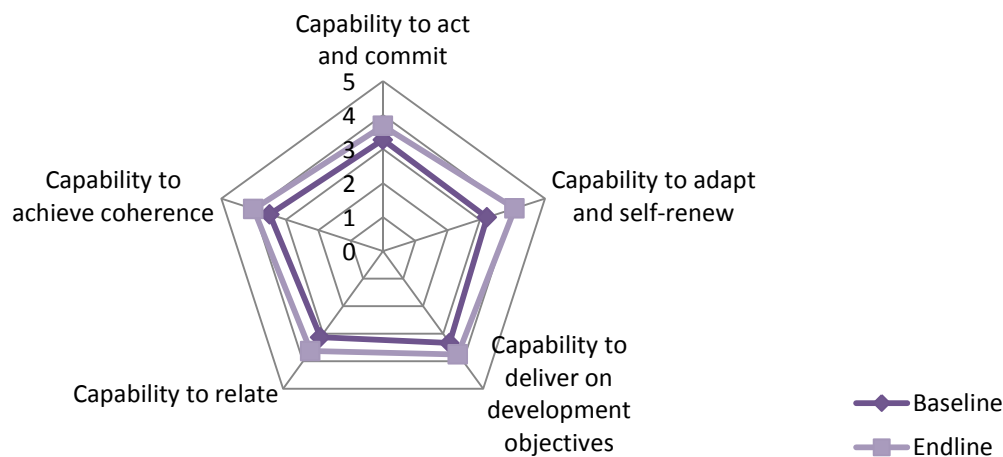 Capability to act
and commit
5
4
3
2
1
0
Capability to adapt
and self-renew
Capability to
deliver on
development
objectives
Capability to relate
Capability to
achieve coherence
Baseline
Endline